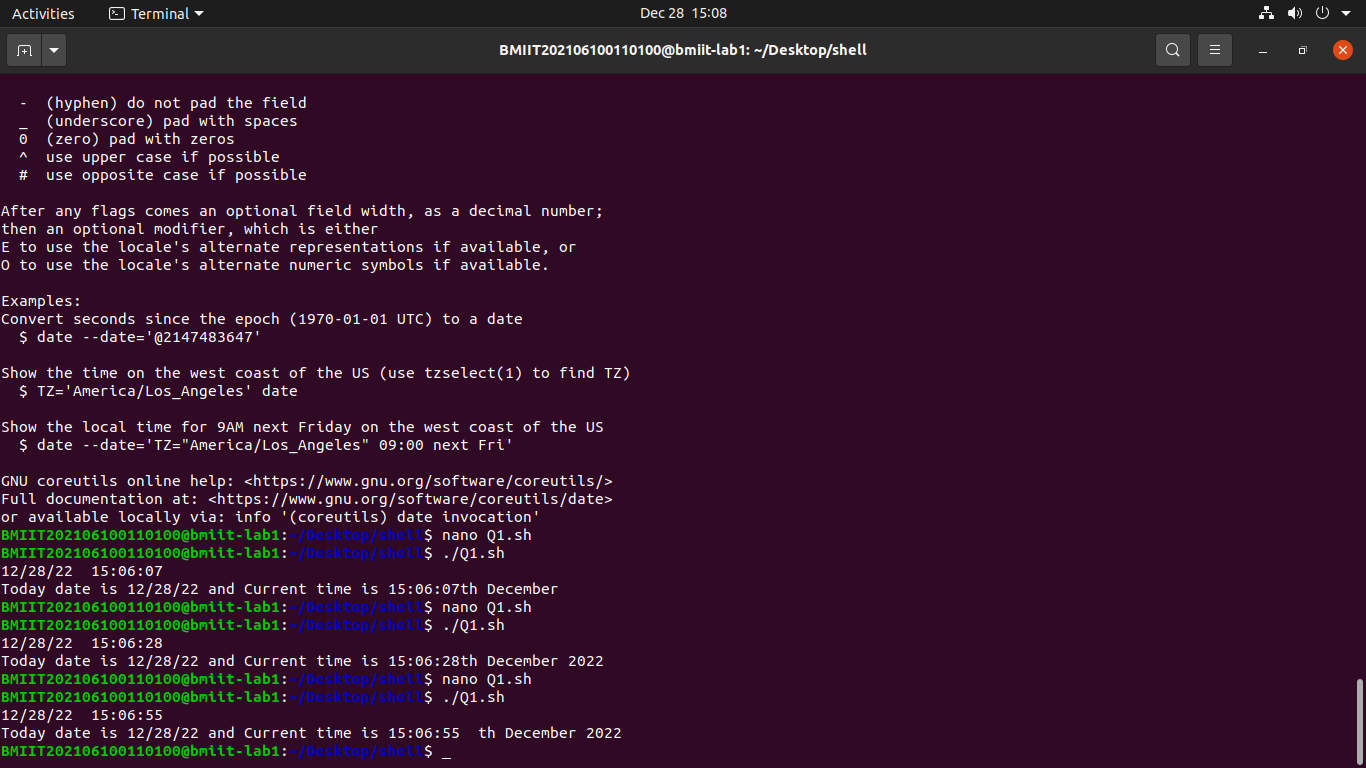 Activities Terminal Dec 28 15:08
BMIIT202106100110100@bmiit-lab1: ~/Desktop/shell
- (hyphen) do not pad the field
_ (underscore) pad with spaces
0 (zero) pad with zeros
^ use upper case if possible
# use opposite case if possible
After any flags comes an optional field width, as a decimal number;
then an optional modifier, which is either
E to use the locale's alternate representations if available, or
O to use the locale's alternate numeric symbols if available.
Examples:
Convert seconds since the epoch (1970-01-01 UTC) to a date
$ date --date='@2147483647'
Show the time on the west coast of the US (use tzselect(1) to find TZ)
$ TZ='America/Los_Angeles' date
Show the local time for 9AM next Friday on the west coast of the US
$ date --date='TZ="America/Los_Angeles" 09:00 next Fri'
GNU coreutils online help: <https://www.gnu.org/software/coreutils/>
Full documentation at: <https://www.gnu.org/software/coreutils/date>
or available locally via: info '(coreutils) date invocation'
BMIIT202106100110100@bmiit-lab1:~/Desktop/shell$ nano Q1.sh
BMIIT202106100110100@bmiit-lab1:~/Desktop/shell$ ./Q1.sh
12/28/22  15:06:07
Today date is 12/28/22 and Current time is 15:06:07th December
BMIIT202106100110100@bmiit-lab1:~/Desktop/shell$ nano Q1.sh
BMIIT202106100110100@bmiit-lab1:~/Desktop/shell$ ./Q1.sh
12/28/22  15:06:28
Today date is 12/28/22 and Current time is 15:06:28th December 2022
BMIIT202106100110100@bmiit-lab1:~/Desktop/shell$ nano Q1.sh
BMIIT202106100110100@bmiit-lab1:~/Desktop/shell$ ./Q1.sh
12/28/22  15:06:55
Today date is 12/28/22 and Current time is 15:06:55  th December 2022
BMIIT202106100110100@bmiit-lab1:~/Desktop/shell$ _